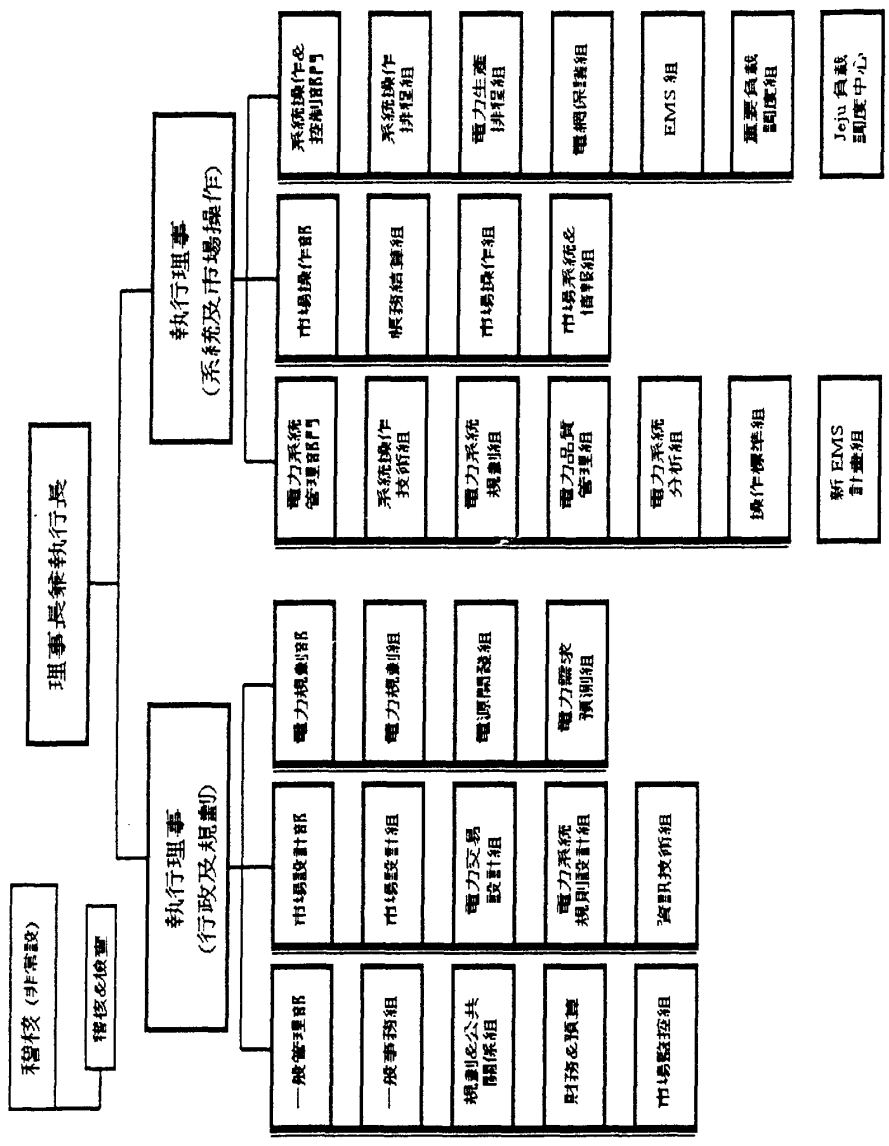 稽核 (非常設)
稽核&檢查
理事長兼執行長
執行理事
(行政及規劃)
一般管理部
一般事務組
規劃&公共
關係組
財務&預算
市場監控組
市場設計部
市場設計組
電力交易
設計組
電力系統
規則設計組
資訊技術組
電力規劃部
電力規劃組
電源開發組
電力需求
預測組
執行理事
(系統及市場操作)
電力系統
管理部門
系統操作
技術組
電力系統
規劃組
電力品質
管理組
電力系統
分析組
操作標準組
新 EMS
計畫組
市場操作部
帳務結算組
市場操作組
市場系統&
情報組
系統操作&
控制部門
系統操作
排程組
電力生產
排程組
電網保護組
EMS 組
重要負載
調度組
Jeju 負載
調度中心